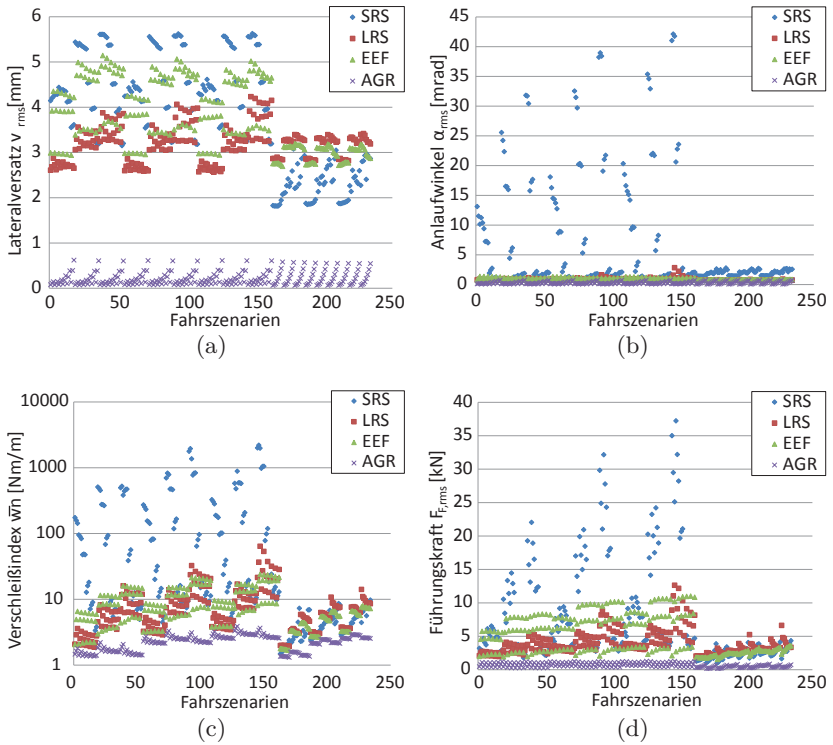 6
5
4
3
2
1
0
0 50 100 150 200 250
Lateralversatz v rms[mm]
Fahrszenarien
SRS
LRS
EEF
AGR
(a)
45
40
35
30
25
20
15
10
5
0
0 50 100 150 200 250
Anlaufwinkel α rms [mrad]
Fahrszenarien
SRS
LRS
EEF
AGR
(b)
10000
1000
100
10
1
0 50 100 150 200 250
Verschleißindex w̅n̅ [Nm/m]
Fahrszenarien
SRS
LRS
EEF
AGR
(c)
40
35
30
25
20
15
10
5
0
0 50 100 150 200 250
Führungskraft F F,rms [kN]
Fahrszenarien
SRS
LRS
EEF
AGR
(d)